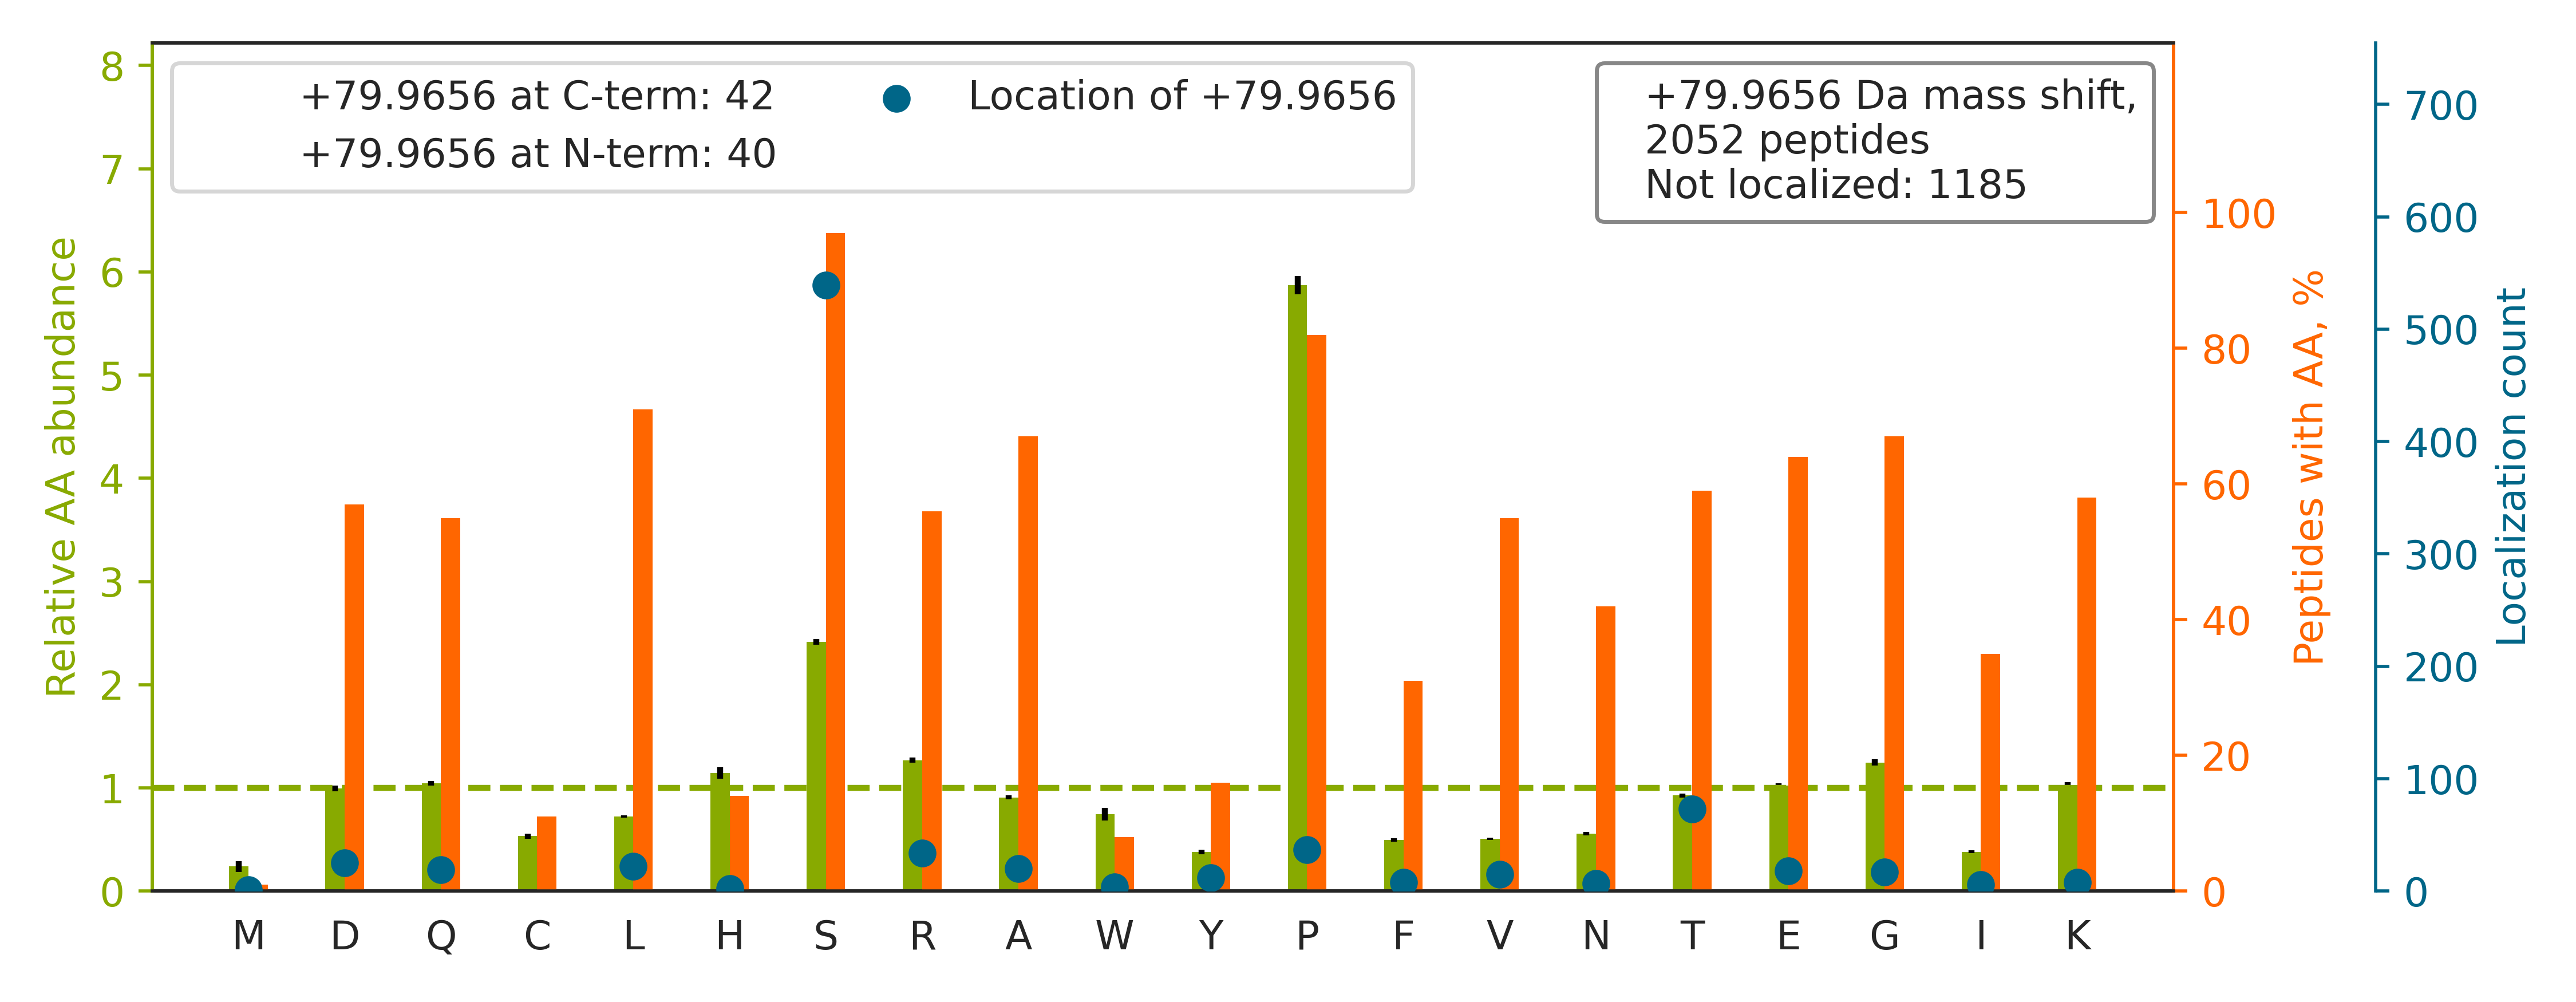 +79.9656 at C-term: 42
+79.9656 at N-term: 40
Location of +79.9656
+79.9656 Da mass shift,
2052 peptides
Not localized: 1185
Relative AA abundance
8
7
6
5
4
3
2
1
0
Peptides with AA, %
100
80
60
40
20
0
Localization count
700
600
500
400
300
200
100
0
M D Q C L H S R A W Y P F V N T E G I K